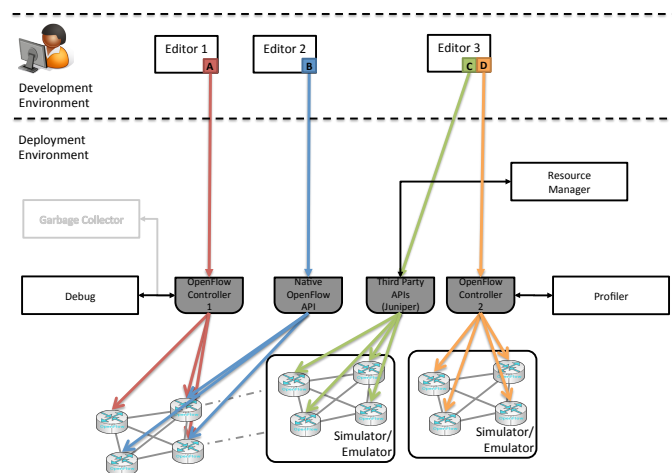 Editor 1
A
Editor 2
B
Editor 3
C
D
Development
Environment
Deployment
Environment
Resource
Manager
Garbage Collector
Debug
OpenFlow
Controller
1
Native
OpenFlow
API
Third Party
APIs
(Juniper)
OpenFlow
Controller
2
Profiler
Simulator/
Emulator
Simulator/
Emulator